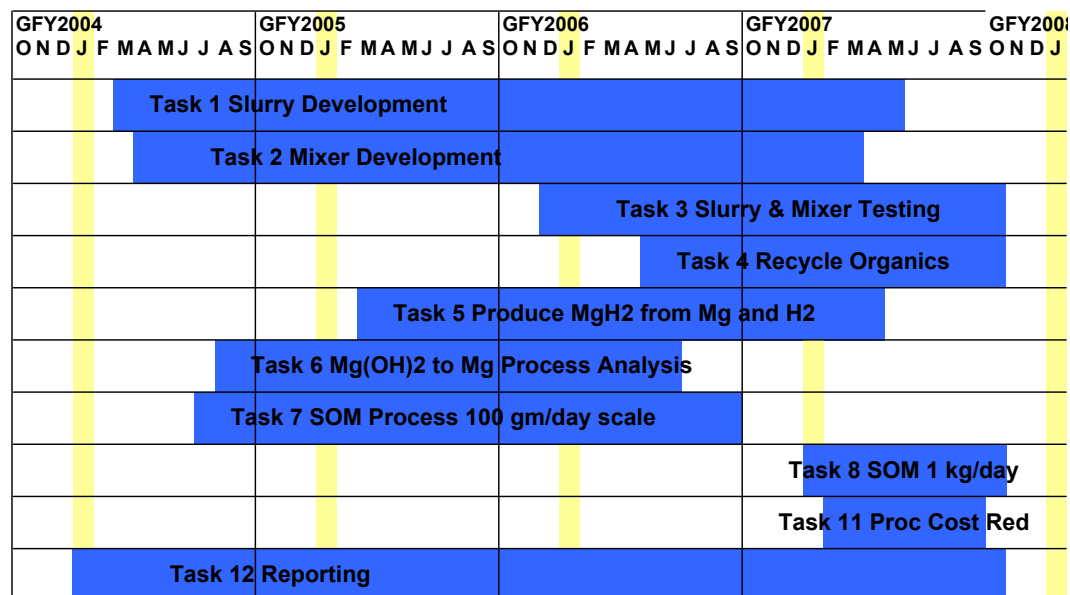 GFY2004 GFY2005 GFY2006 GFY2007 GFY2008
O N D J F M A M J J A S O N D J F M A M J J A S O N D J F M A M J J A S O N D J F M A M J J A S O N D J
Task 1 Slurry Development
Task 2 Mixer Development
Task 3 Slurry & Mixer Testing
Task 4 Recycle Organics
Task 5 Produce MgH2 from Mg and H2
Task 6 Mg(OH)2 to Mg Process Analysis
Task 7 SOM Process 100 gm/day scale
Task 8 SOM 1 kg/day
Task 11 Proc Cost Red
Task 12 Reporting